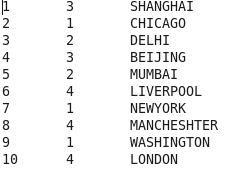 1 3 SHANGHAI
2 1 CHICAGO
3 2 DELHI
4 3 BEIJING
5 2 MUMBAI
6 4 LIVERPOOL
7 1 NEWYORK
8 4 MANCHESHTER
9 1 WASHINGTON
10 4 LONDON